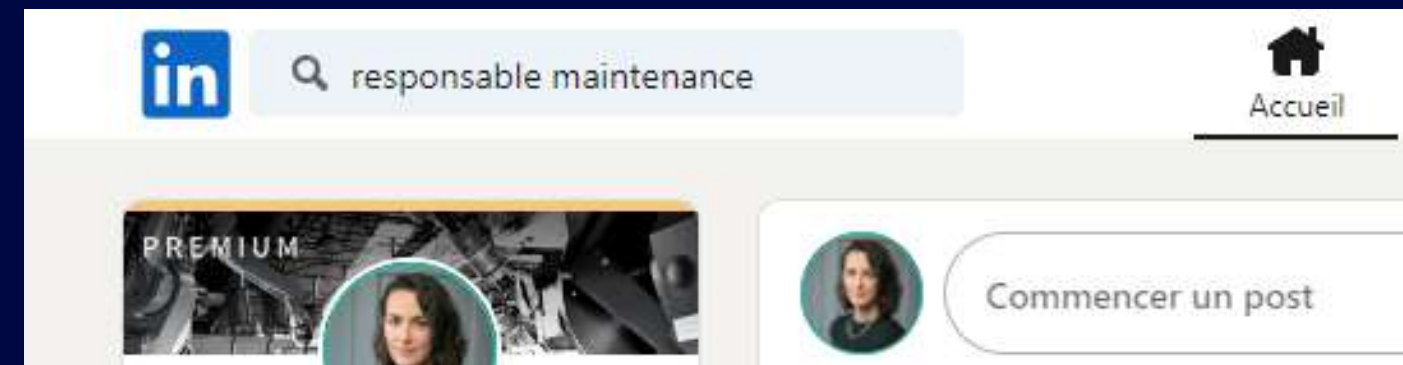 in
responsable maintenance
Accueil
PREMIUM
Commencer un post